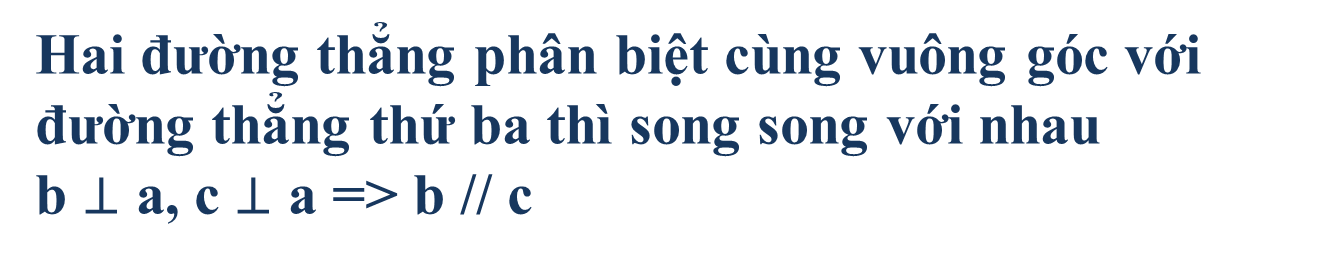 Hai đường thẳng phân biệt cùng vuông góc với
đường thẳng thứ ba thì song song với nhau
b ⊥ a, c ⊥ a => b // c